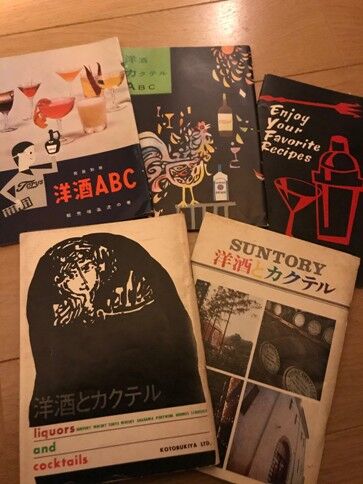 洋酒ABC
洋酒
カクテル
ABC
Enjoy
Your
Favorite
Recipes
洋酒とカクテル
liquors
and
cocktails
KOTOBUKIYA LTD.
SUNTORY
洋酒とカクテル